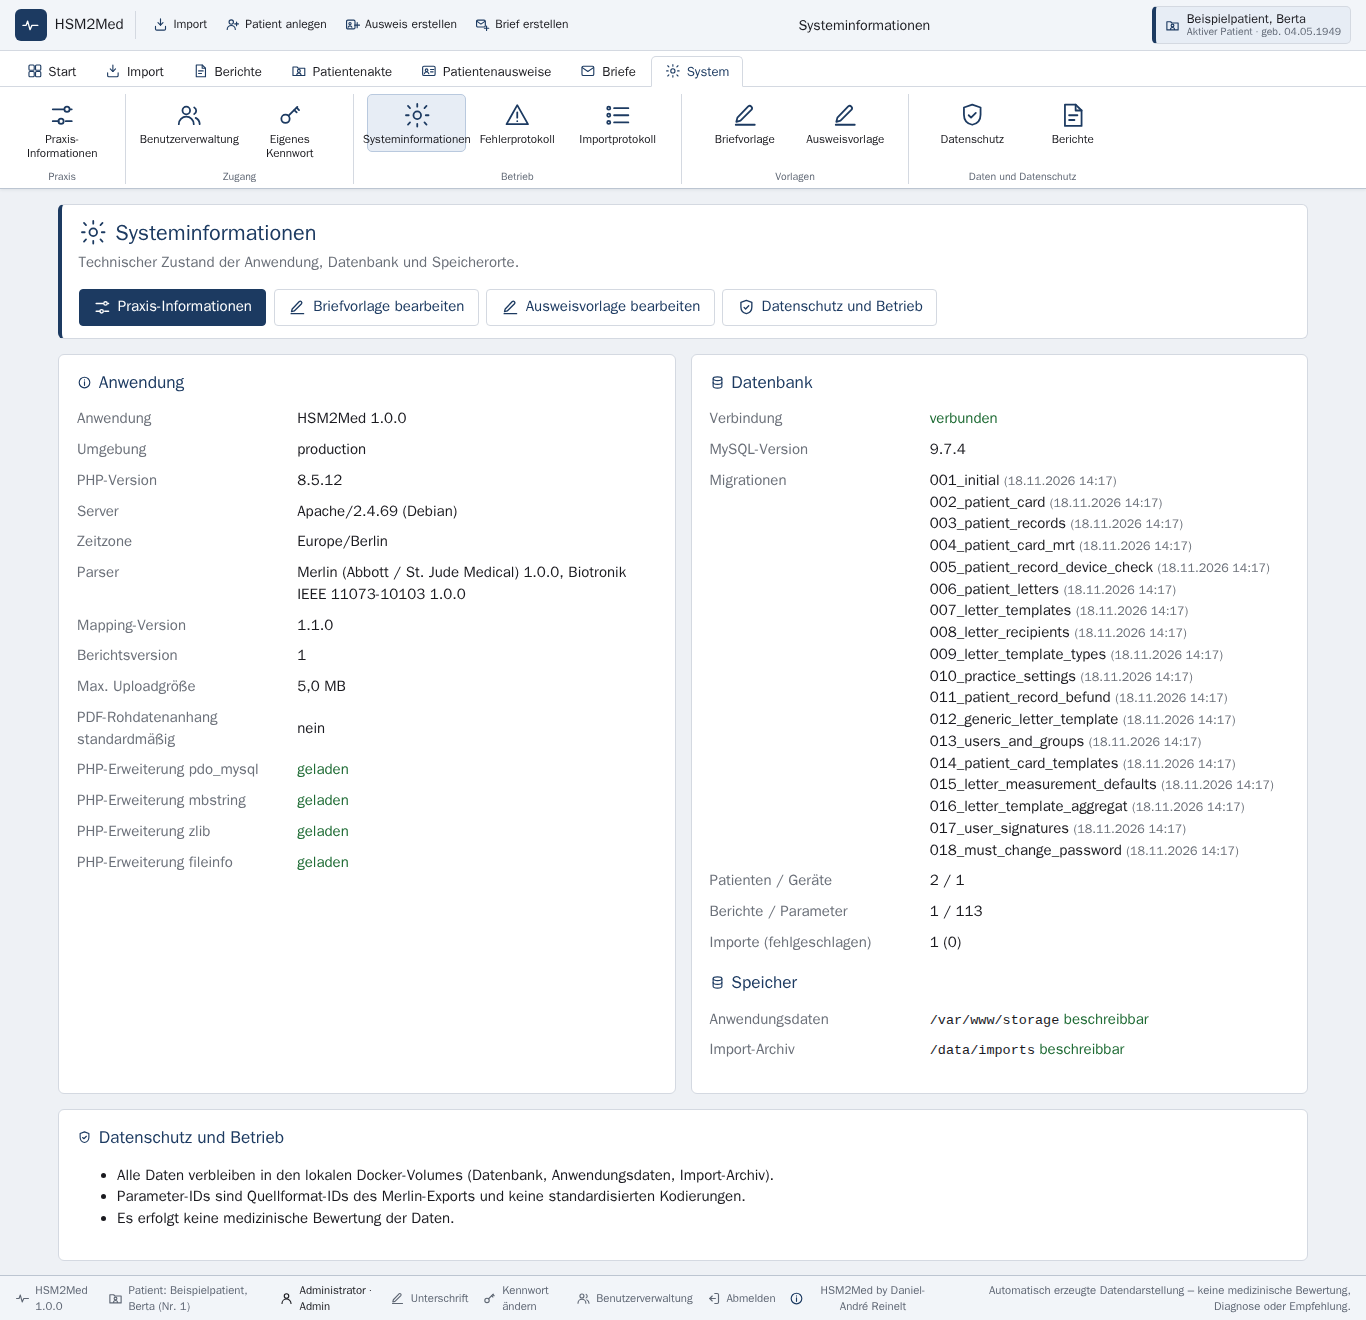 HSM2Med
Import
Patient anlegen
Ausweis erstellen
Brief erstellen
Systeminformationen
Beispielpatient, Berta
Aktiver Patient · geb. 04.05.1949
Start
Import
Berichte
Patientenakte
Patientenausweise
Briefe
System
Praxis-
Informationen
Praxis
Benutzerverwaltung
Eigenes
Kennwort
Zugang
Systeminformationen
Fehlerprotokoll
Importprotokoll
Betrieb
Briefvorlage
Ausweisvorlage
Vorlagen
Datenschutz
Berichte
Daten und Datenschutz
Systeminformationen
Technischer Zustand der Anwendung, Datenbank und Speicherorte.
Praxis-Informationen
Briefvorlage bearbeiten
Ausweisvorlage bearbeiten
Datenschutz und Betrieb
Anwendung
Anwendung HSM2Med 1.0.0
Umgebung production
PHP-Version 8.5.12
Server Apache/2.4.69 (Debian)
Zeitzone Europe/Berlin
Parser Merlin (Abbott / St. Jude Medical) 1.0.0, Biotronik
IEEE 11073-10103 1.0.0
Mapping-Version 1.1.0
Berichtsversion 1
Max. Uploadgröße 5,0 MB
PDF-Rohdatenanhang
standardmäßig nein
PHP-Erweiterung pdo_mysql geladen
PHP-Erweiterung mbstring geladen
PHP-Erweiterung zlib geladen
PHP-Erweiterung fileinfo geladen
Datenbank
Verbindung verbunden
MySQL-Version 9.7.4
Migrationen 001_initial (18.11.2026 14:17)
002_patient_card (18.11.2026 14:17)
003_patient_records (18.11.2026 14:17)
004_patient_card_mrt (18.11.2026 14:17)
005_patient_record_device_check (18.11.2026 14:17)
006_patient_letters (18.11.2026 14:17)
007_letter_templates (18.11.2026 14:17)
008_letter_recipients (18.11.2026 14:17)
009_letter_template_types (18.11.2026 14:17)
010_practice_settings (18.11.2026 14:17)
011_patient_record_befund (18.11.2026 14:17)
012_generic_letter_template (18.11.2026 14:17)
013_users_and_groups (18.11.2026 14:17)
014_patient_card_templates (18.11.2026 14:17)
015_letter_measurement_defaults (18.11.2026 14:17)
016_letter_template_aggregat (18.11.2026 14:17)
017_user_signatures (18.11.2026 14:17)
018_must_change_password (18.11.2026 14:17)
Patienten / Geräte 2 / 1
Berichte / Parameter 1 / 113
Importe (fehlgeschlagen) 1 (0)
Speicher
Anwendungsdaten /var/www/storage beschreibbar
Import-Archiv /data/imports beschreibbar
Datenschutz und Betrieb
• Alle Daten verbleiben in den lokalen Docker-Volumes (Datenbank, Anwendungsdaten, Import-Archiv).
• Parameter-IDs sind Quellformat-IDs des Merlin-Exports und keine standardisierten Kodierungen.
• Es erfolgt keine medizinische Bewertung der Daten.
HSM2Med
1.0.0
Patient: Beispielpatient,
Berta (Nr. 1)
Administrator ·
Admin
Unterschrift
Kennwort
ändern
Benutzerverwaltung
Abmelden
HSM2Med by Daniel-
André Reinelt
Automatisch erzeugte Datendarstellung – keine medizinische Bewertung,
Diagnose oder Empfehlung.